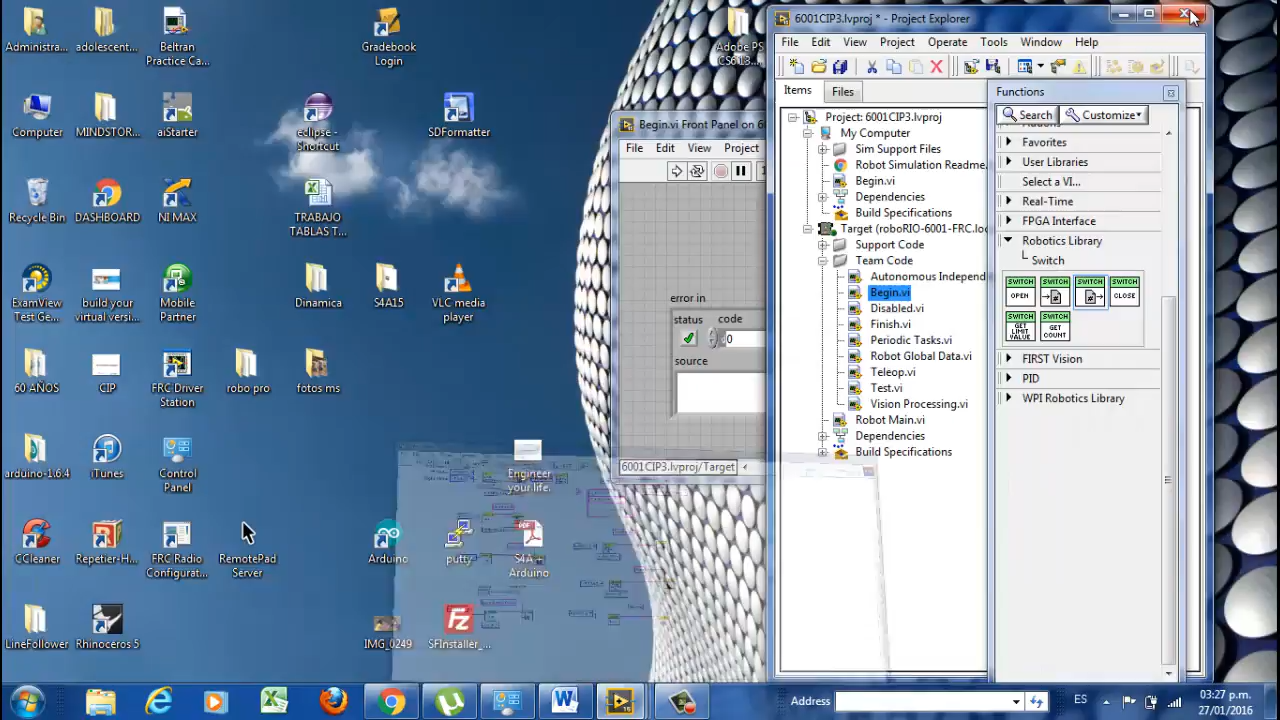 Administra...
adolescent...
Beltran
Practice Ca...
Gradebook
Login
Adobe PS
CS6 13...
Computer
MINDSTOR...
aiStarter
eclipse -
Shortcut
SDFormatter
Recycle Bin
DASHBOARD
NI MAX
TRABAJO
TABLAS T...
ExamView
Test Ge...
build your
virtual versi...
Mobile
Partner
Dinamica
S4A15
VLC media
player
60 AÑOS
CIP
FRC Driver
Station
robo pro
fotos ms
arduino-1.6.4
iTunes
Control
Panel
Engineer
your life.
CCleaner
Repetier-H...
FRC Radio
Configurat...
RemotePad
Server
Arduino
putty
S4A +
Arduino
LineFollower
Rhinoceros 5
IMG_0249
SFInstaller_...
Begin.vi Front Panel on 6
File Edit View Project
error in
status code
0
source
6001CIP3.lvproj/Target
6001CIP3.lvproj * - Project Explorer
File Edit View Project Operate Tools Window Help
Items Files
Project: 6001CIP3.lvproj
My Computer
Sim Support Files
Robot Simulation Readme.
Begin.vi
Dependencies
Build Specifications
Target (roboRIO-6001-FRC.loc
Support Code
Team Code
Autonomous Independ
Begin.vi
Disabled.vi
Finish.vi
Periodic Tasks.vi
Robot Global Data.vi
Teleop.vi
Test.vi
Vision Processing.vi
Robot Main.vi
Dependencies
Build Specifications
Functions
Search Customize
Favorites
User Libraries
Select a VI...
Real-Time
FPGA Interface
Robotics Library
Switch
SWITCH OPEN
SWITCH
SWITCH
SWITCH CLOSE
SWITCH GET LIMIT VALUE
SWITCH GET COUNT
FIRST Vision
PID
WPI Robotics Library
Address
ES
03:27 p.m.
27/01/2016